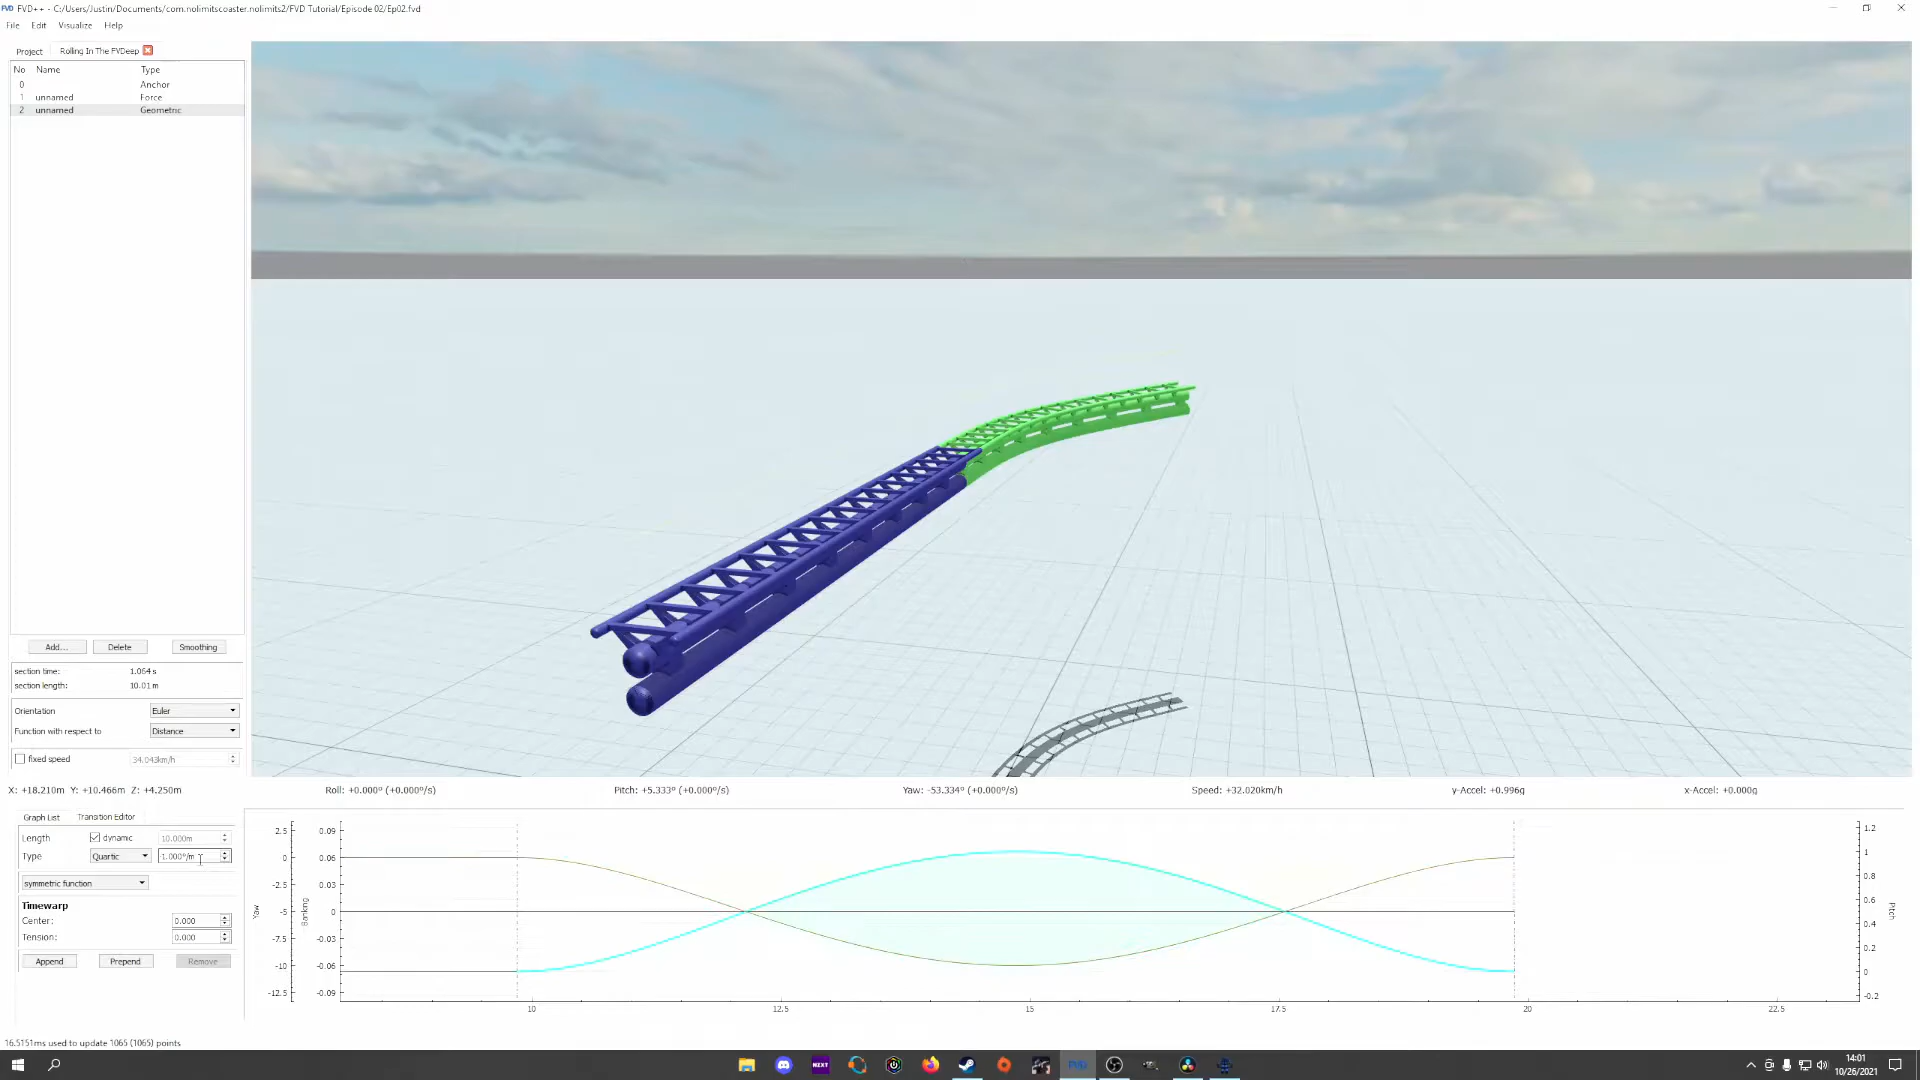 FVD++ - C:/Users/Justin/Documents/com.nolimitscoaster.nolimits2/FVD Tutorial/Episode 02/Ep02.fvd
File Edit Visualize Help
Project Rolling In The FVDeep
No Name Type
0 Anchor
1 unnamed Force
2 unnamed Geometric
Add... Delete Smoothing
section time: 1.064 s
section length: 10.01 m
Orientation Euler
Function with respect to Distance
fixed speed 34.043km/h
X: +18.210m Y: +10.466m Z: +4.250m Roll: +0.000° (+0.000°/s) Pitch: +5.333° (+0.000°/s) Yaw: -53.334° (+0.000°/s) Speed: +32.020km/h y-Accel: +0.996g x-Accel: +0.000g
Graph List Transition Editor
Length dynamic 10.000m
Type Quartic 1.000°/m
symmetric function
Timewarp
Center: 0.000
Tension: 0.000
Append Prepend Remove
Yaw
2.5
0
-2.5
-5
-7.5
-10
-12.5
Banking
0.09
0.06
0.03
0
-0.03
-0.06
-0.09
10 12.5 15 17.5 20 22.5
1.2
1
0.8
0.6
0.4
0.2
0
-0.2
Pitch
16.5151ms used to update 1065 (1065) points
FVD
NZXT
14:01
10/26/2021